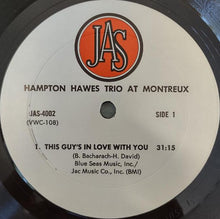 JAS
HAMPTON HAWES TRIO AT MONTREUX
JAS-4002
(VWC-108)
SIDE 1
1. THIS GUY'S IN LOVE WITH YOU 31:15
(B. Bacharach-H. David)
Blue Seas Music, Inc./
Jac Music Co., Inc. (BMI)